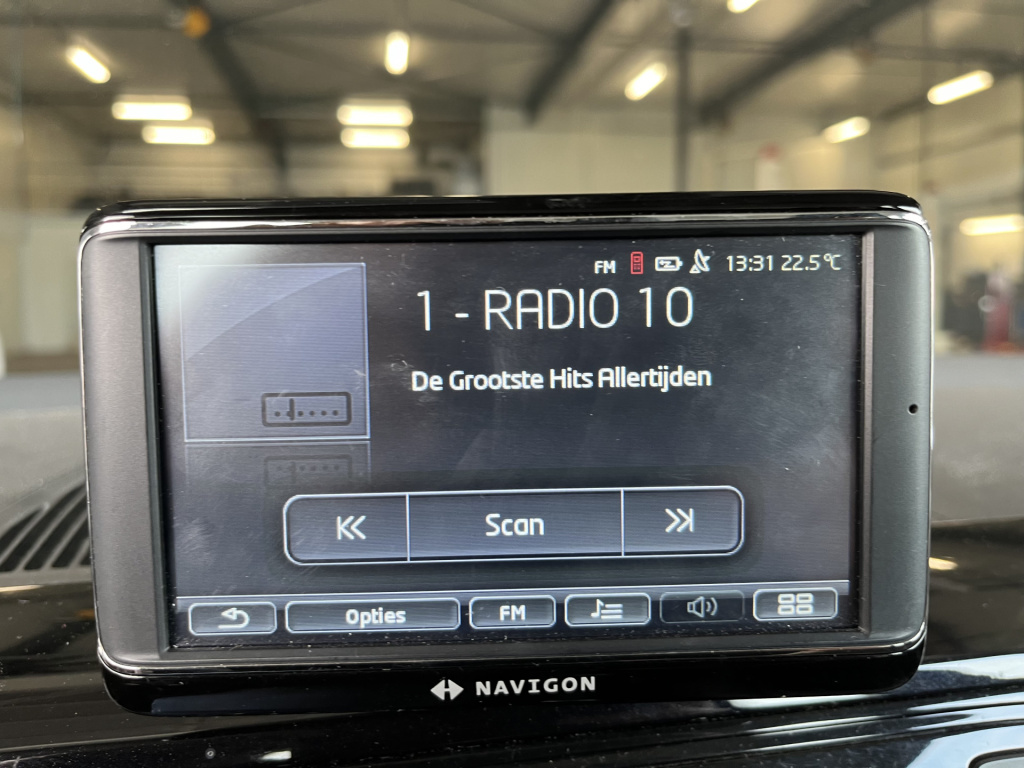 FM 13:31 22.5°C
1 - RADIO 10
De Grootste Hits Allertijden
Scan
Opties FM
NAVIGON